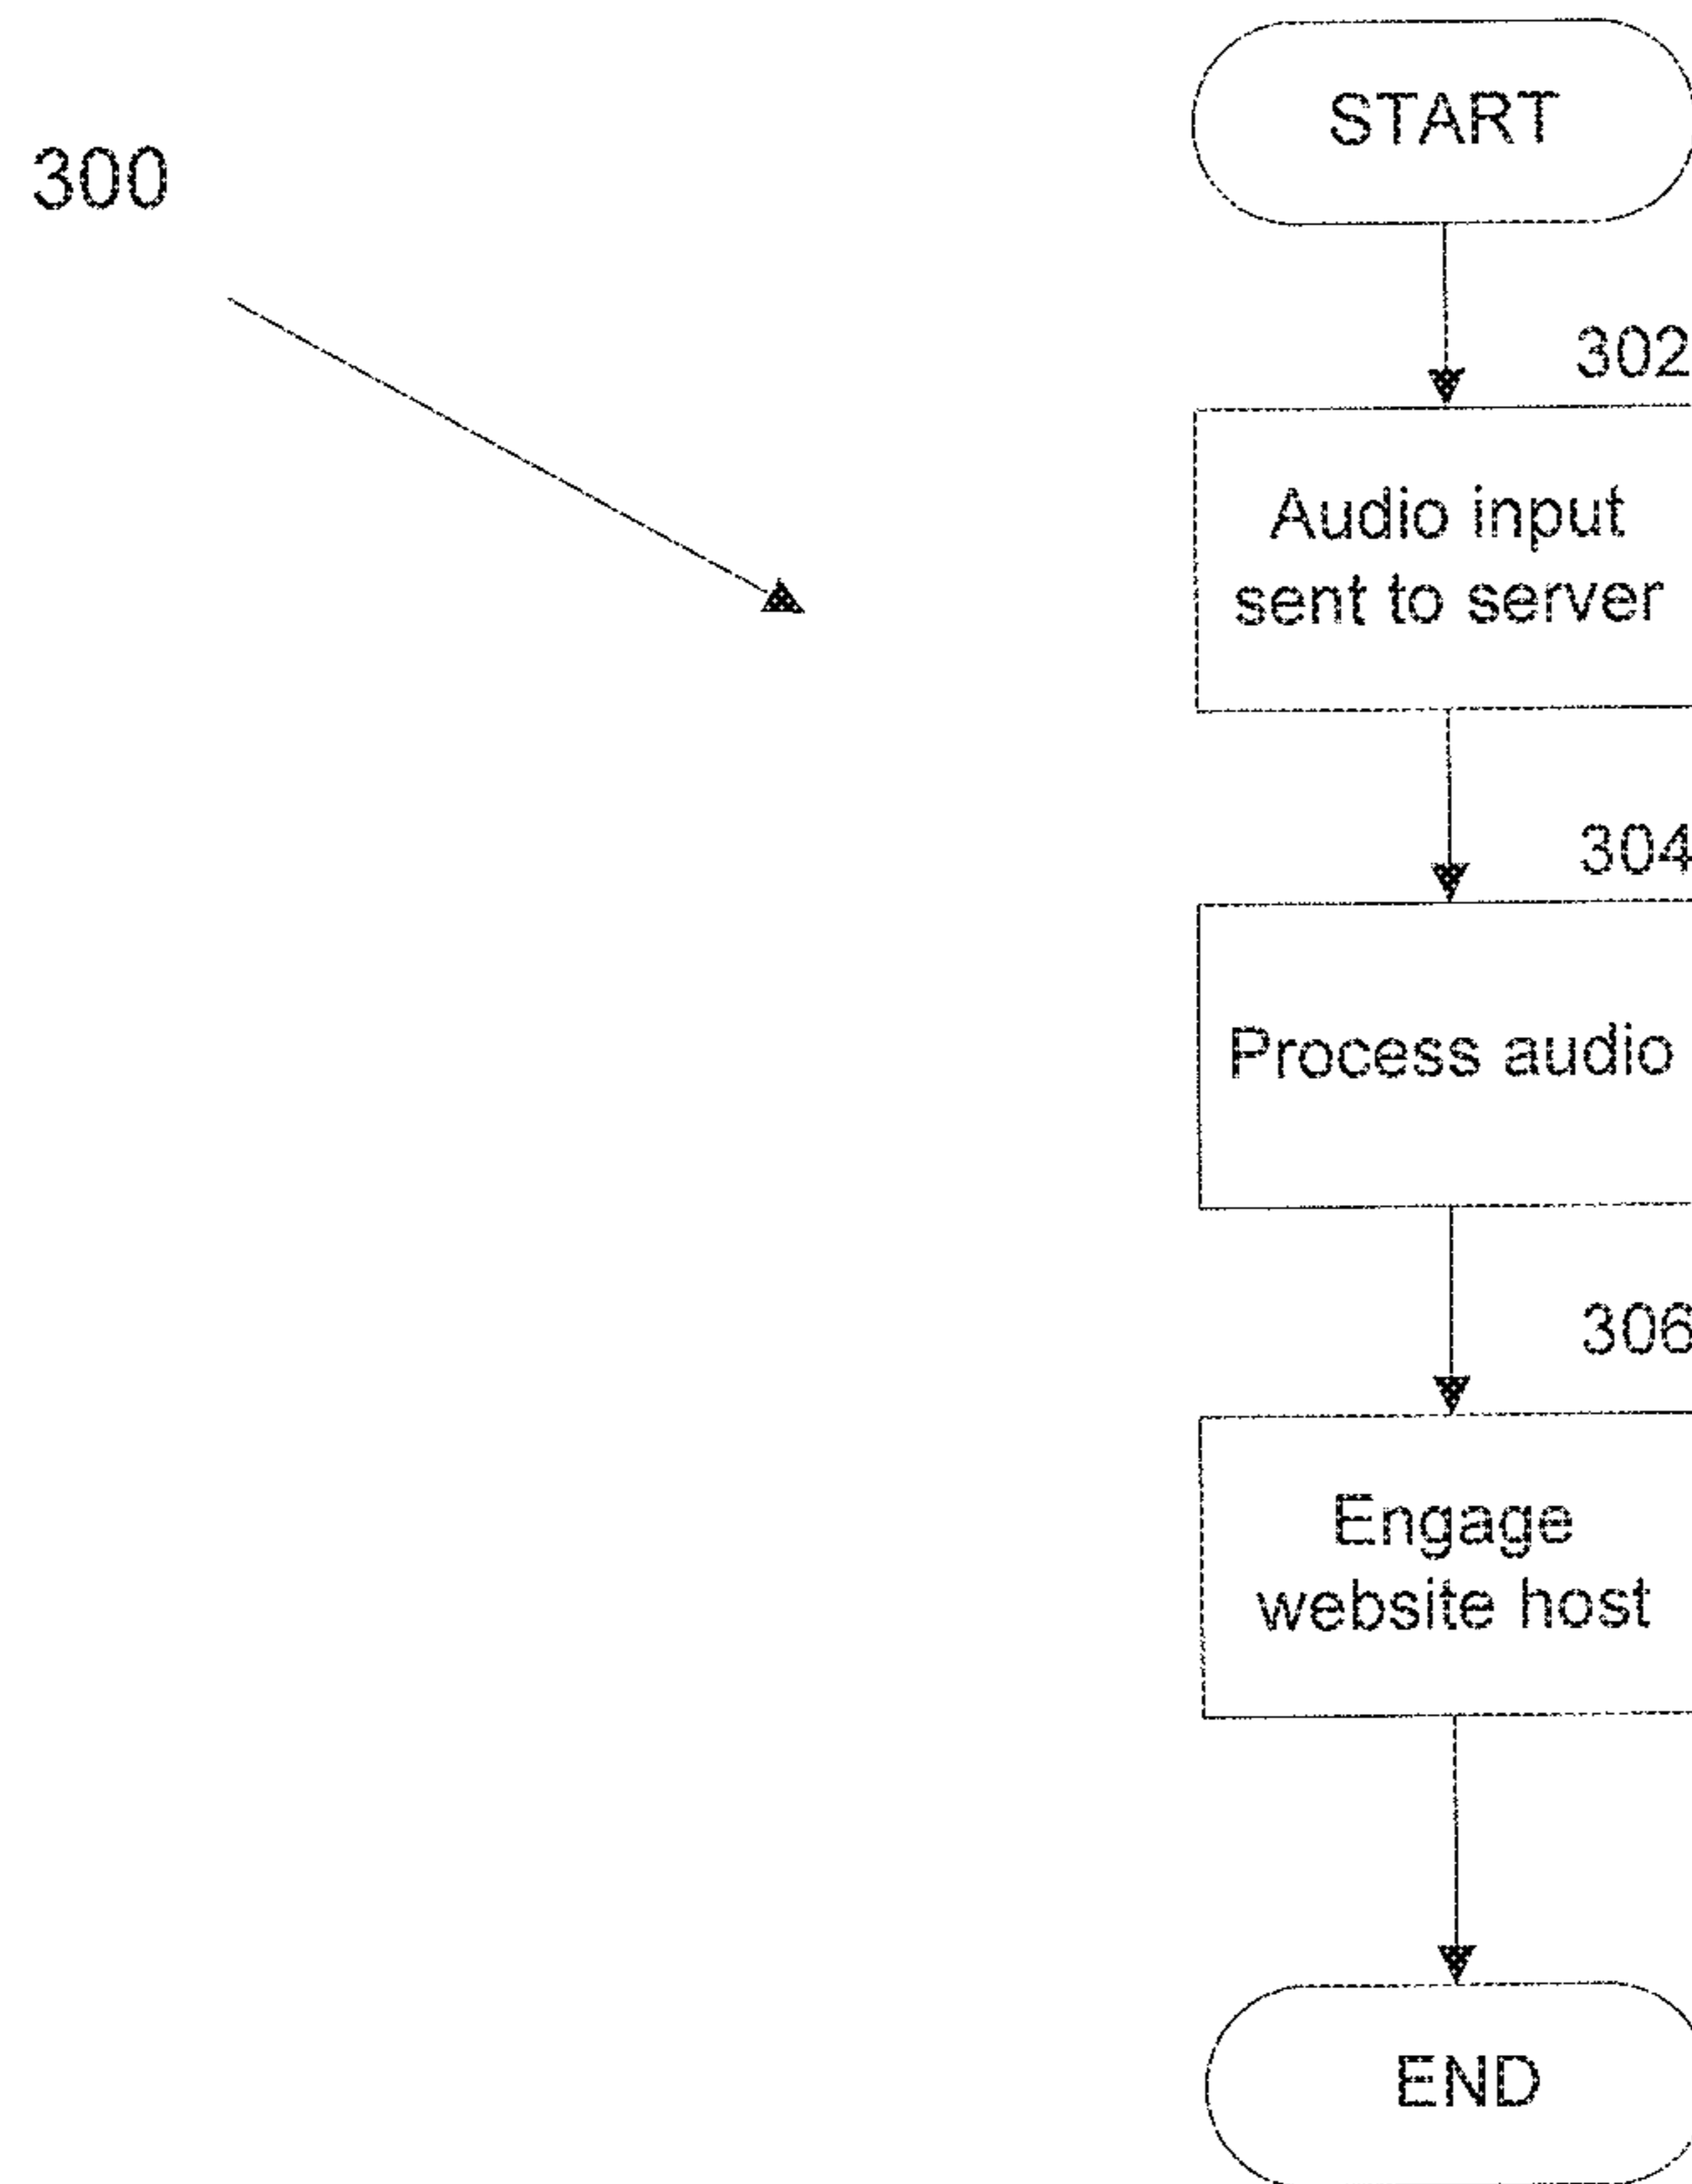 START
300
302
Audio input
sent to server
304
Process audio
306
Engage
website host
END